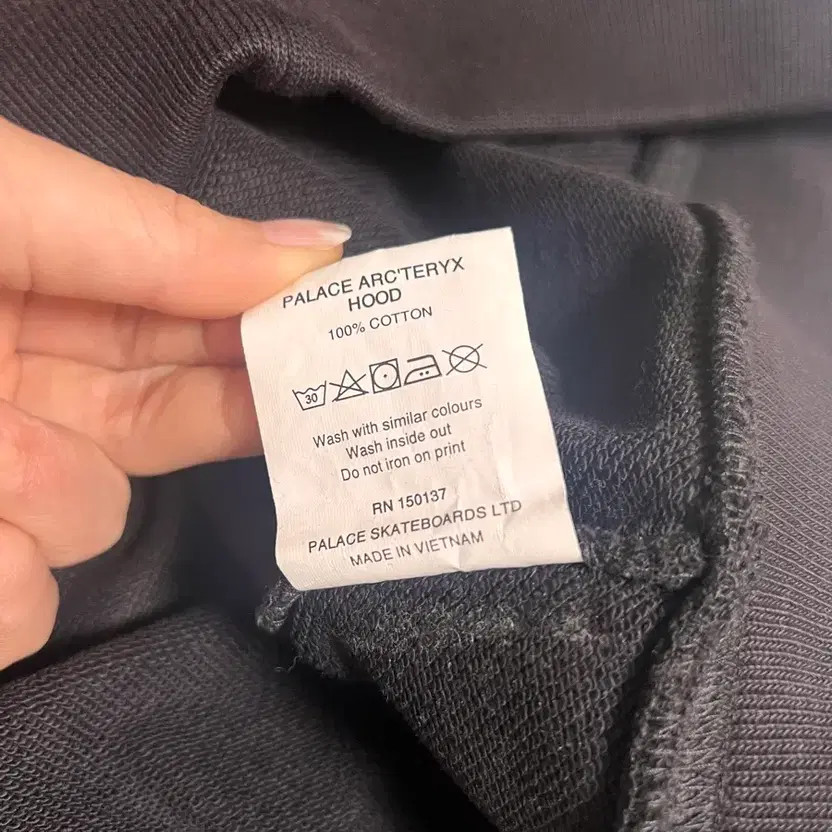 PALACE ARC'TERYX
HOOD
100% COTTON
30
Wash with similar colours
Wash inside out
Do not iron on print
RN 150137
PALACE SKATEBOARDS LTD
MADE IN VIETNAM